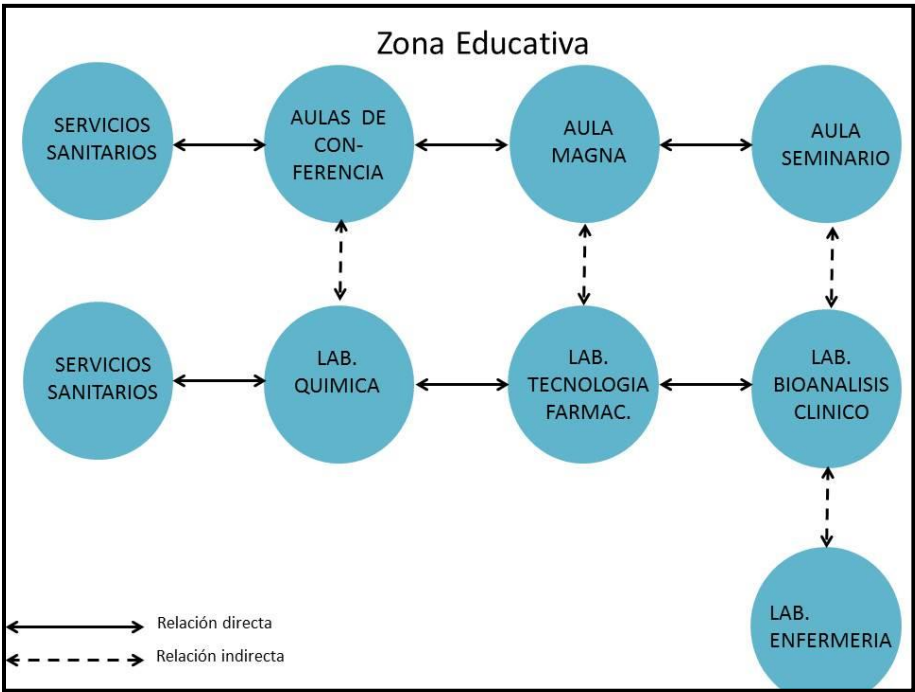 Zona Educativa
SERVICIOS
SANITARIOS
AULAS DE
CON-
FERENCIA
AULA
MAGNA
AULA
SEMINARIO
SERVICIOS
SANITARIOS
LAB.
QUIMICA
LAB.
TECNOLOGIA
FARMAC.
LAB.
BIOANALISIS
CLINICO
LAB.
ENFERMERIA
Relación directa
Relación indirecta